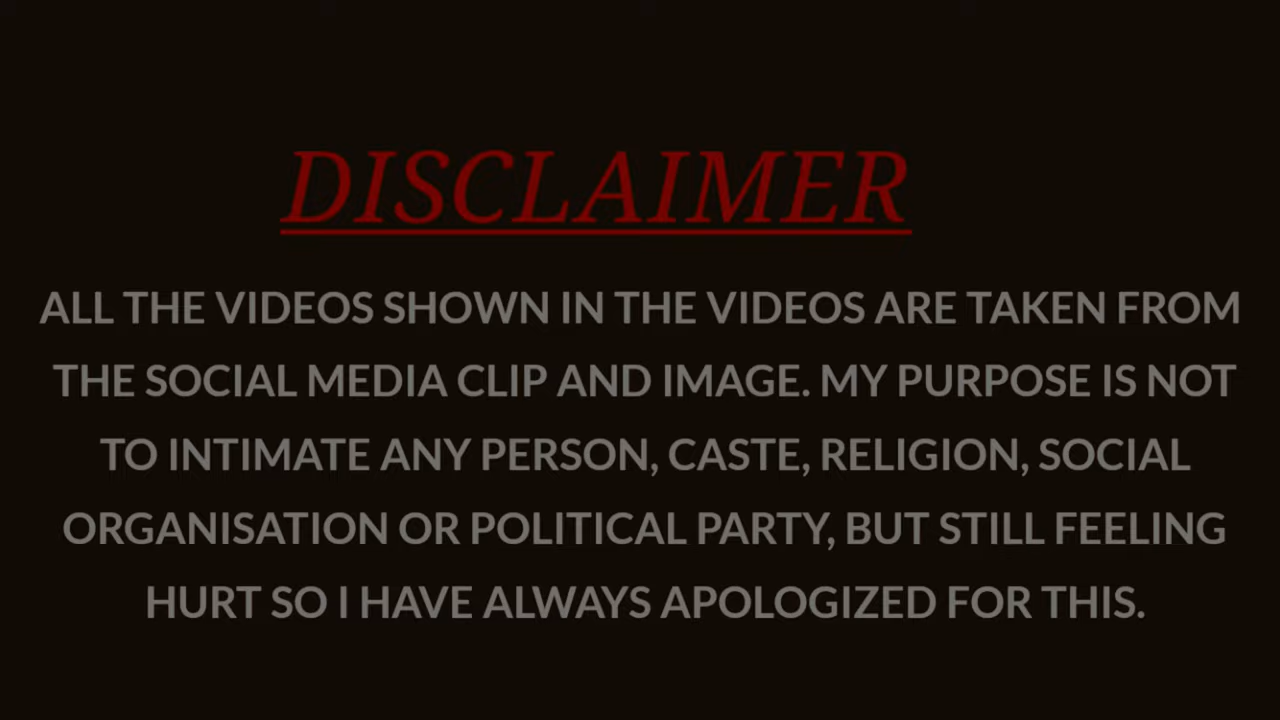 DISCLAIMER
ALL THE VIDEOS SHOWN IN THE VIDEOS ARE TAKEN FROM
THE SOCIAL MEDIA CLIP AND IMAGE. MY PURPOSE IS NOT
TO INTIMATE ANY PERSON, CASTE, RELIGION, SOCIAL
ORGANISATION OR POLITICAL PARTY, BUT STILL FEELING
HURT SO I HAVE ALWAYS APOLOGIZED FOR THIS.